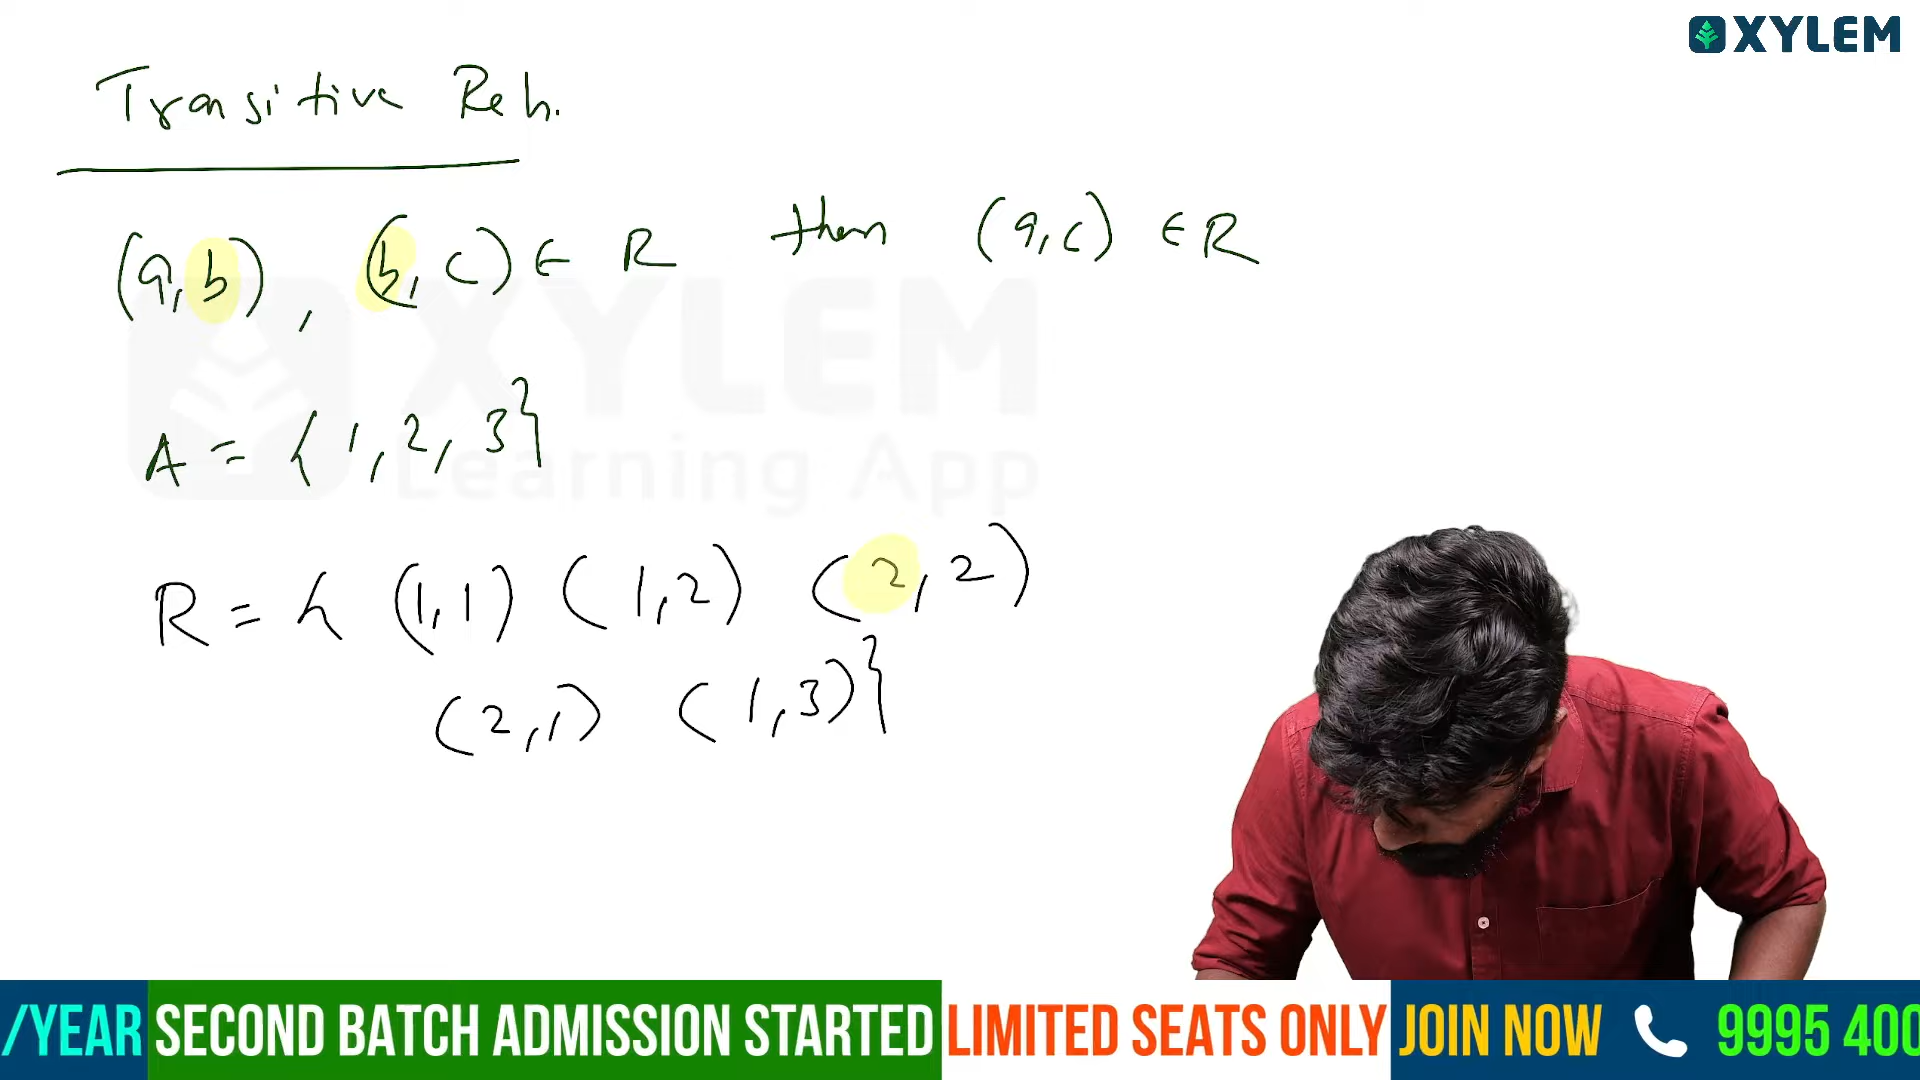 XYLEM
Transitive Reln.
(a, b) , (b, c) ∈ R then (a, c) ∈ R
XYLEM
Learning App
A = { 1, 2, 3}
R = { (1, 1) (1, 2) (2, 2)
(2, 1) (1, 3)}
/YEAR SECOND BATCH ADMISSION STARTED LIMITED SEATS ONLY JOIN NOW 9995 400